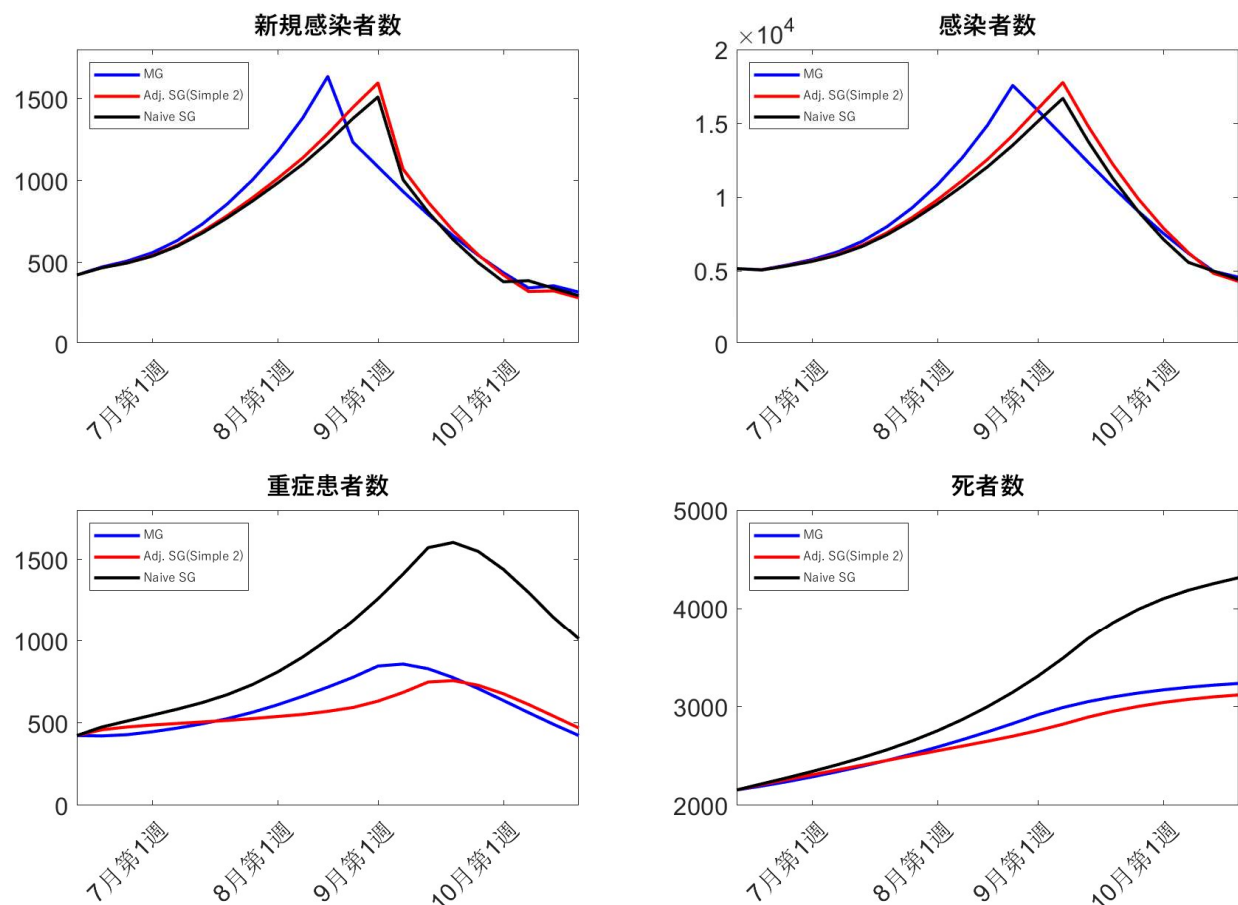 新規感染者数
MG
Adj. SG(Simple 2)
Naive SG
1500
1000
500
0
7月第1週
8月第1週
9月第1週
10月第1週
感染者数
×10⁴
MG
Adj. SG(Simple 2)
Naive SG
2
1.5
1
0.5
0
7月第1週
8月第1週
9月第1週
10月第1週
重症患者数
MG
Adj. SG(Simple 2)
Naive SG
1500
1000
500
0
7月第1週
8月第1週
9月第1週
10月第1週
死者数
MG
Adj. SG(Simple 2)
Naive SG
5000
4000
3000
2000
7月第1週
8月第1週
9月第1週
10月第1週